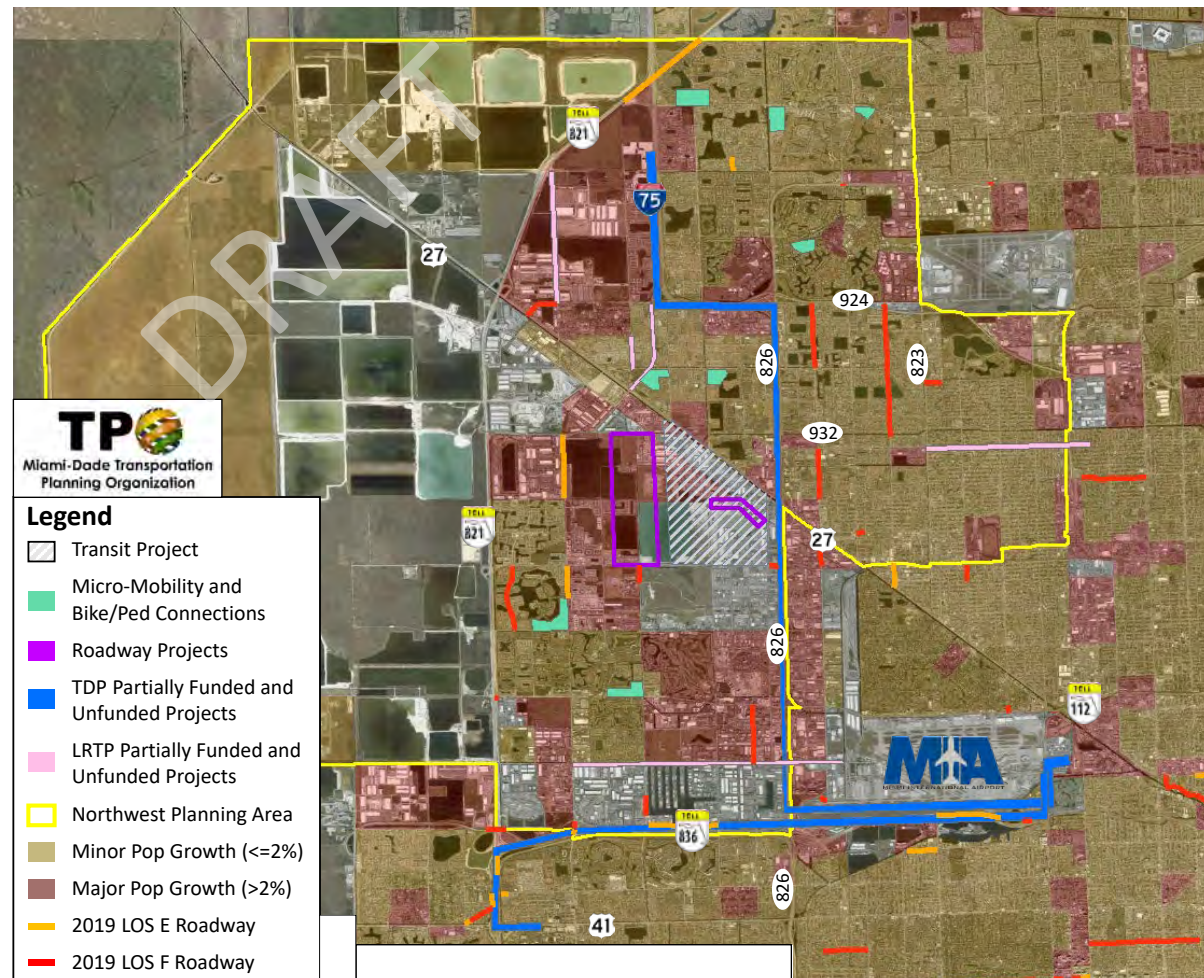 DRAFT
TOLL
821
75
27
924
826
823
932
TOLL
821
27
826
TOLL
112
MIA
MIAMI INTERNATIONAL AIRPORT
TOLL
836
826
41
TPO
Miami-Dade Transportation
Planning Organization
Legend
Transit Project
Micro-Mobility and
Bike/Ped Connections
Roadway Projects
TDP Partially Funded and
Unfunded Projects
LRTP Partially Funded and
Unfunded Projects
Northwest Planning Area
Minor Pop Growth (<=2%)
Major Pop Growth (>2%)
2019 LOS E Roadway
2019 LOS F Roadway